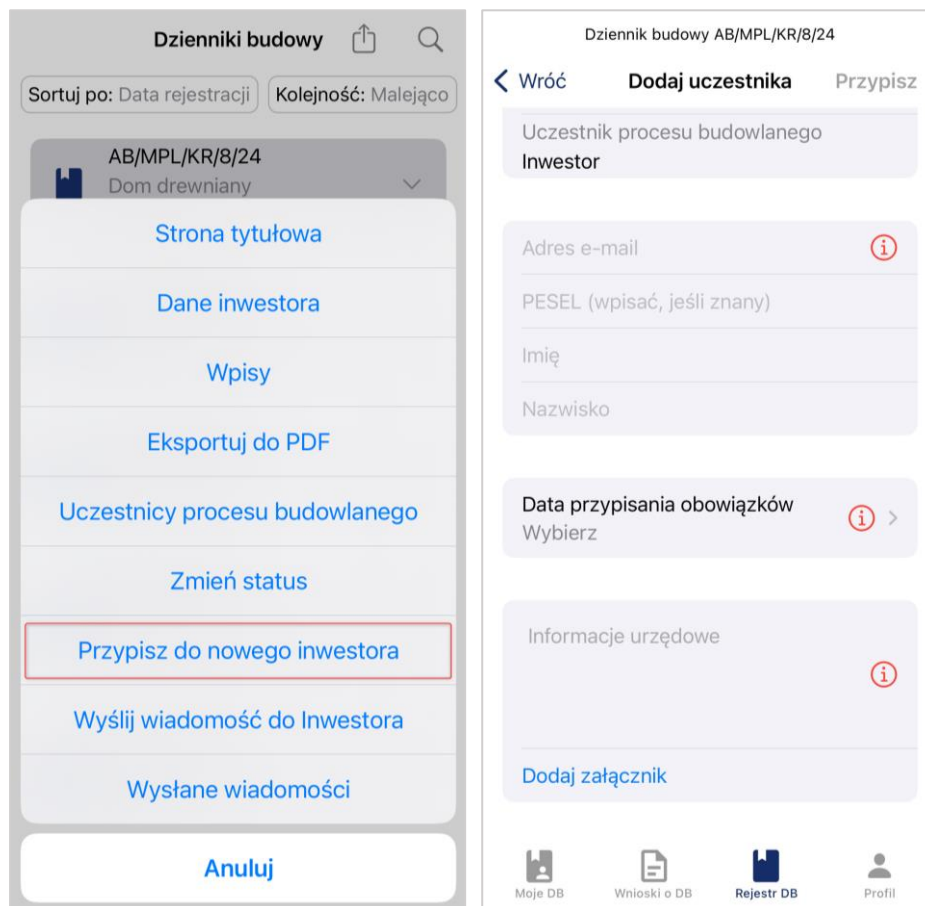 Dzienniki budowy
Sortuj po: Data rejestracji
Kolejność: Malejąco
AB/MPL/KR/8/24
Dom drewniany
Strona tytułowa
Dane inwestora
Wpisy
Eksportuj do PDF
Uczestnicy procesu budowlanego
Zmień status
Przypisz do nowego inwestora
Wyślij wiadomość do Inwestora
Wysłane wiadomości
Anuluj
Dziennik budowy AB/MPL/KR/8/24
Wróć
Dodaj uczestnika
Przypisz
Uczestnik procesu budowlanego
Inwestor
Adres e-mail
PESEL (wpisać, jeśli znany)
Imię
Nazwisko
Data przypisania obowiązków
Wybierz
Informacje urzędowe
Dodaj załącznik
Moje DB
Wnioski o DB
Rejestr DB
Profil